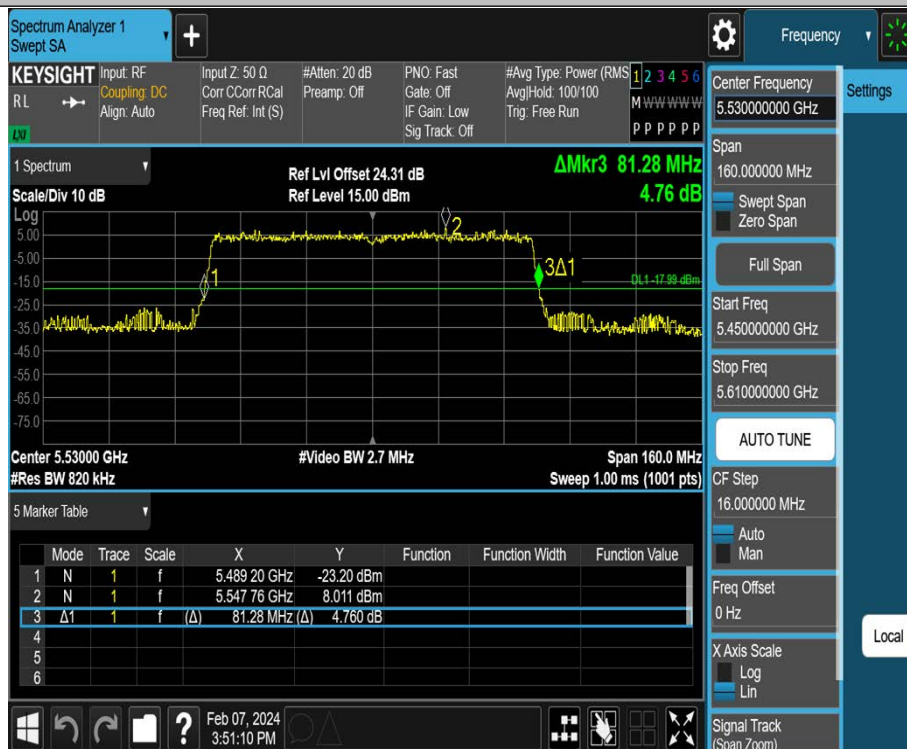 Spectrum Analyzer 1
Swept SA
+
Frequency
KEYSIGHT
RL
LXI
Input: RF
Coupling: DC
Align: Auto
Input Z: 50 Ω
Corr CCorr RCal
Freq Ref: Int (S)
#Atten: 20 dB
Preamp: Off
PNO: Fast
Gate: Off
IF Gain: Low
Sig Track: Off
#Avg Type: Power (RMS
Avg|Hold: 100/100
Trig: Free Run
1 2 3 4 5 6
M W W W W W
P P P P P P
1 Spectrum
Scale/Div 10 dB
Ref Lvl Offset 24.31 dB
Ref Level 15.00 dBm
ΔMkr3 81.28 MHz
4.76 dB
Log
5.00
-5.00
-15.0
-25.0
-35.0
-45.0
-55.0
-65.0
-75.0
1
2
3Δ1
DL1 -17.99 dBm
Center 5.53000 GHz
#Video BW 2.7 MHz
Span 160.0 MHz
#Res BW 820 kHz
Sweep 1.00 ms (1001 pts)
5 Marker Table
Mode Trace Scale X Y Function Function Width Function Value
1 N 1 f 5.489 20 GHz -23.20 dBm
2 N 1 f 5.547 76 GHz 8.011 dBm
3 Δ1 1 f (Δ) 81.28 MHz (Δ) 4.760 dB
4
5
6
?
Feb 07, 2024
3:51:10 PM
Center Frequency
5.530000000 GHz
Span
160.000000 MHz
Swept Span
Zero Span
Full Span
Start Freq
5.450000000 GHz
Stop Freq
5.610000000 GHz
AUTO TUNE
CF Step
16.000000 MHz
Auto
Man
Freq Offset
0 Hz
X Axis Scale
Log
Lin
Signal Track
(Span Zoom)
Settings
Local